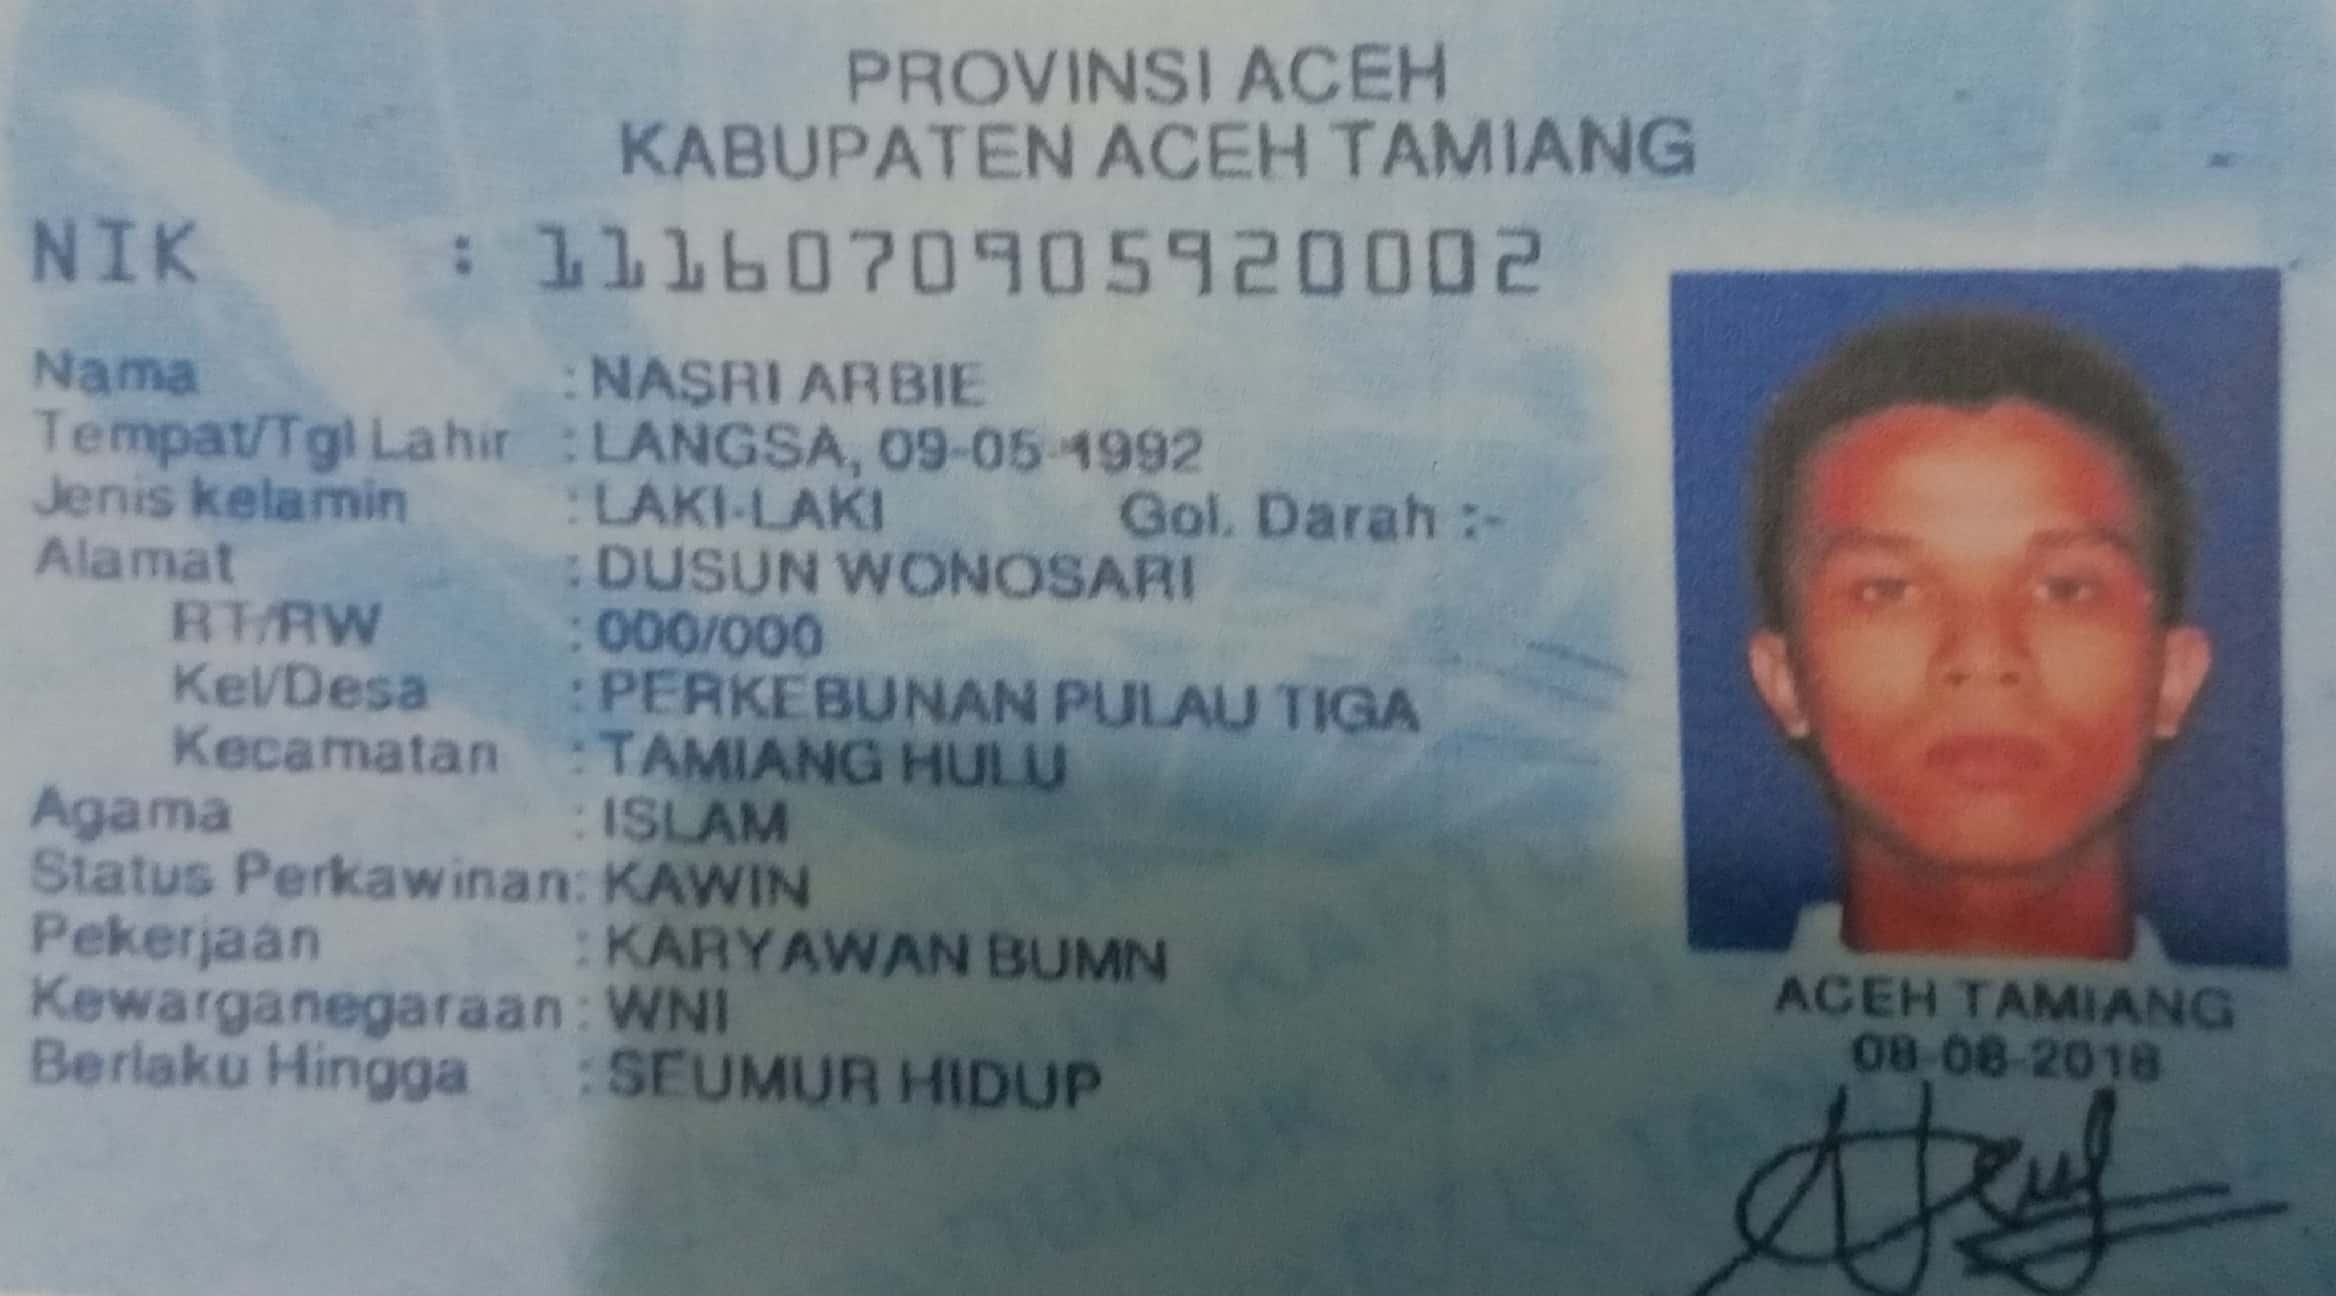 PROVINSI ACEH
KABUPATEN ACEH TAMIANG
NIK : 1116070905920002
Nama : NASRI ARBIE
Tempat/Tgl Lahir : LANGSA, 09-05-1992
Jenis kelamin : LAKI-LAKI Gol. Darah :-
Alamat : DUSUN WONOSARI
RT/RW : 000/000
Kel/Desa : PERKEBUNAN PULAU TIGA
Kecamatan : TAMIANG HULU
Agama : ISLAM
Status Perkawinan: KAWIN
Pekerjaan : KARYAWAN BUMN
Kewarganegaraan : WNI
Berlaku Hingga : SEUMUR HIDUP
ACEH TAMIANG
08-08-2018